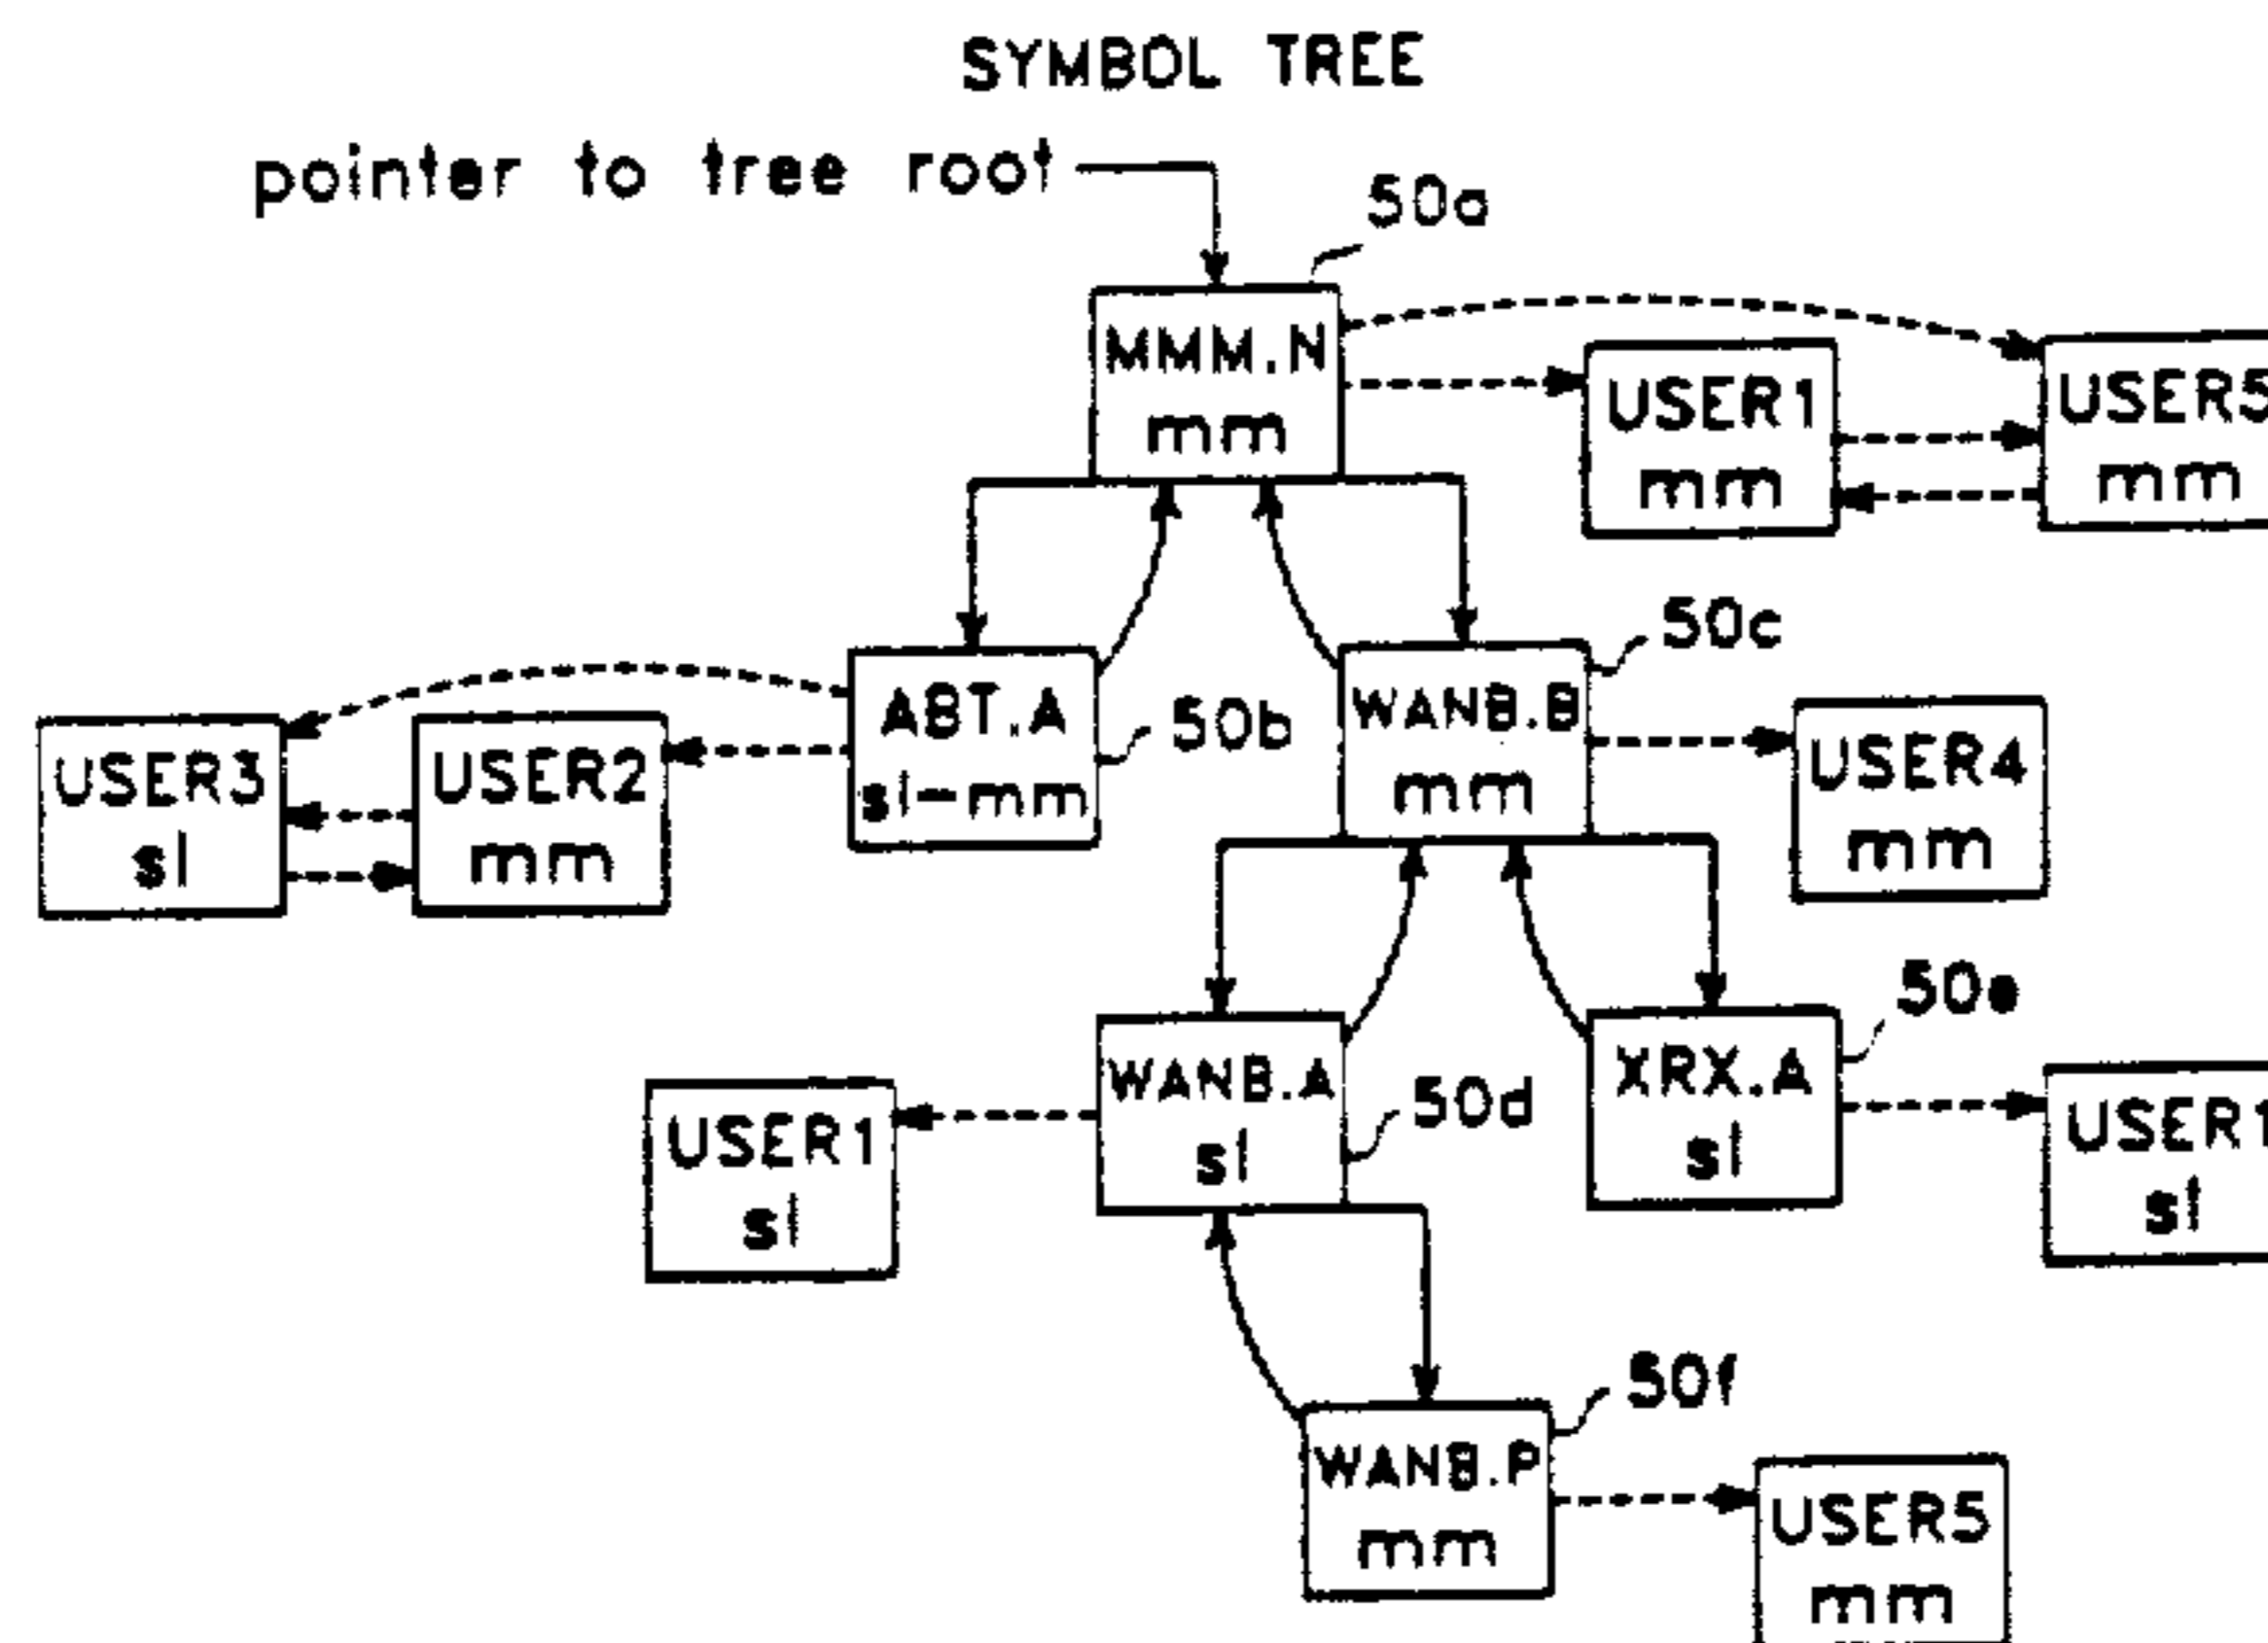 SYMBOL TREE
pointer to tree root
50a
MMM.N
mm
USER1
mm
USER5
mm
50c
ABT.A
sl-mm
50b
WANB.B
mm
USER4
mm
USER3
sl
USER2
mm
50e
WANB.A
sl
50d
XRX.A
sl
USER1
sl
USER1
sl
50f
WANB.P
mm
USER5
mm